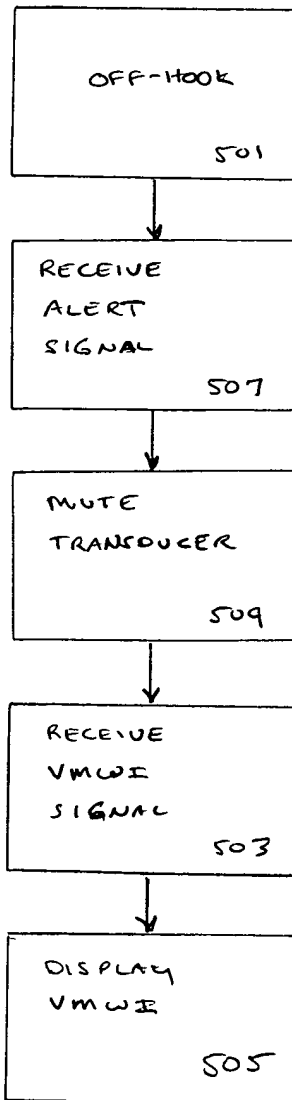 OFF-HOOK
501
RECEIVE
ALERT
SIGNAL
507
MUTE
TRANSDUCER
509
RECEIVE
VMWI
SIGNAL
503
DISPLAY
VMWI
505